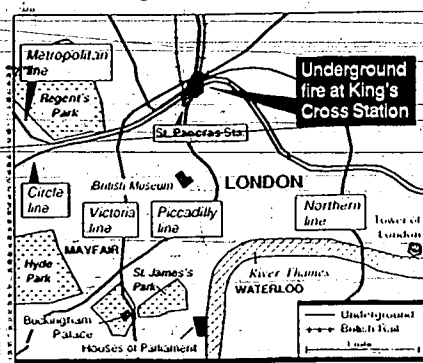 Metropolitan
line
Regent's
Park
Underground
fire at King's
Cross Station
St. Pancras Sta.
British Museum
LONDON
Circle
line
Victoria
line
Piccadilly
line
Northern
line
Tower of
London
MAYFAIR
Hyde
Park
St. James's
Park
River Thames
WATERLOO
Buckingham
Palace
Houses of Parliament
Underground
British Rail